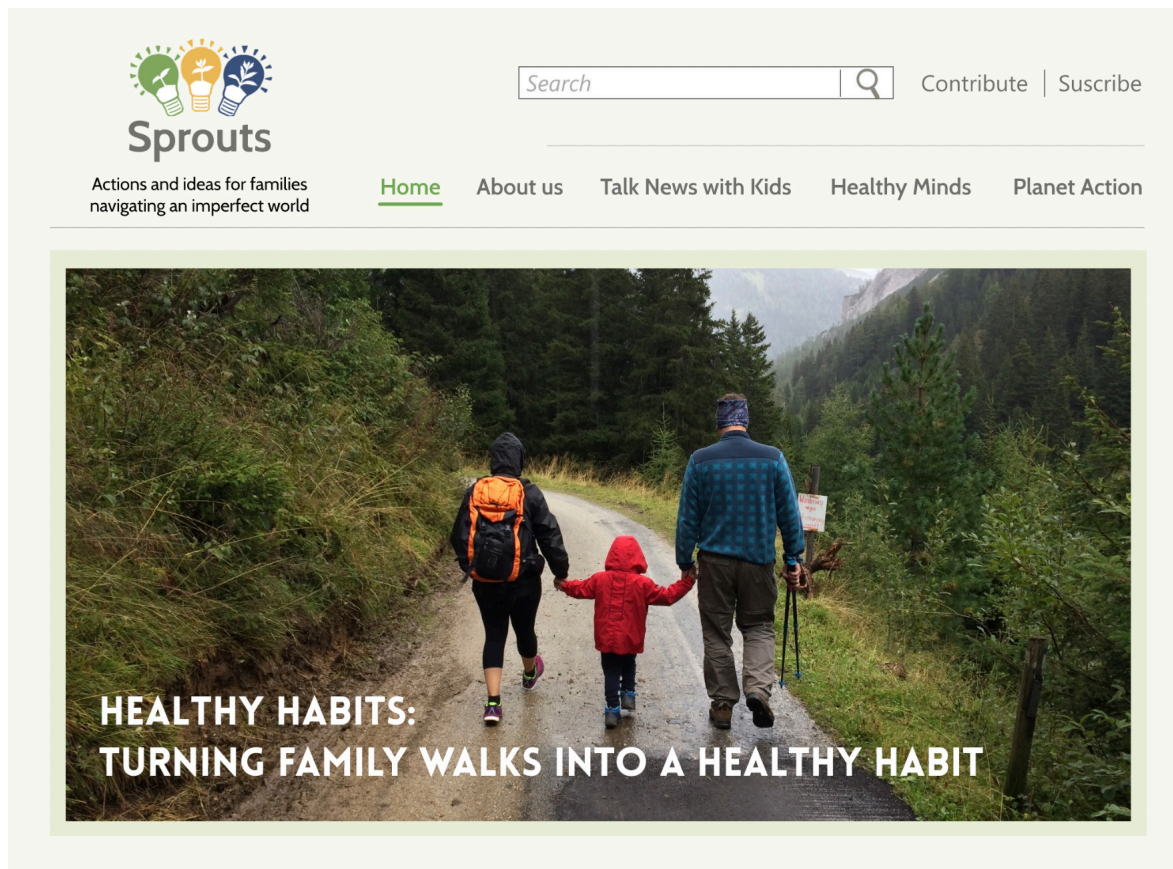 Sprouts
Actions and ideas for families
navigating an imperfect world
Search
Contribute
Suscribe
Home
About us
Talk News with Kids
Healthy Minds
Planet Action
HEALTHY HABITS:
TURNING FAMILY WALKS INTO A HEALTHY HABIT